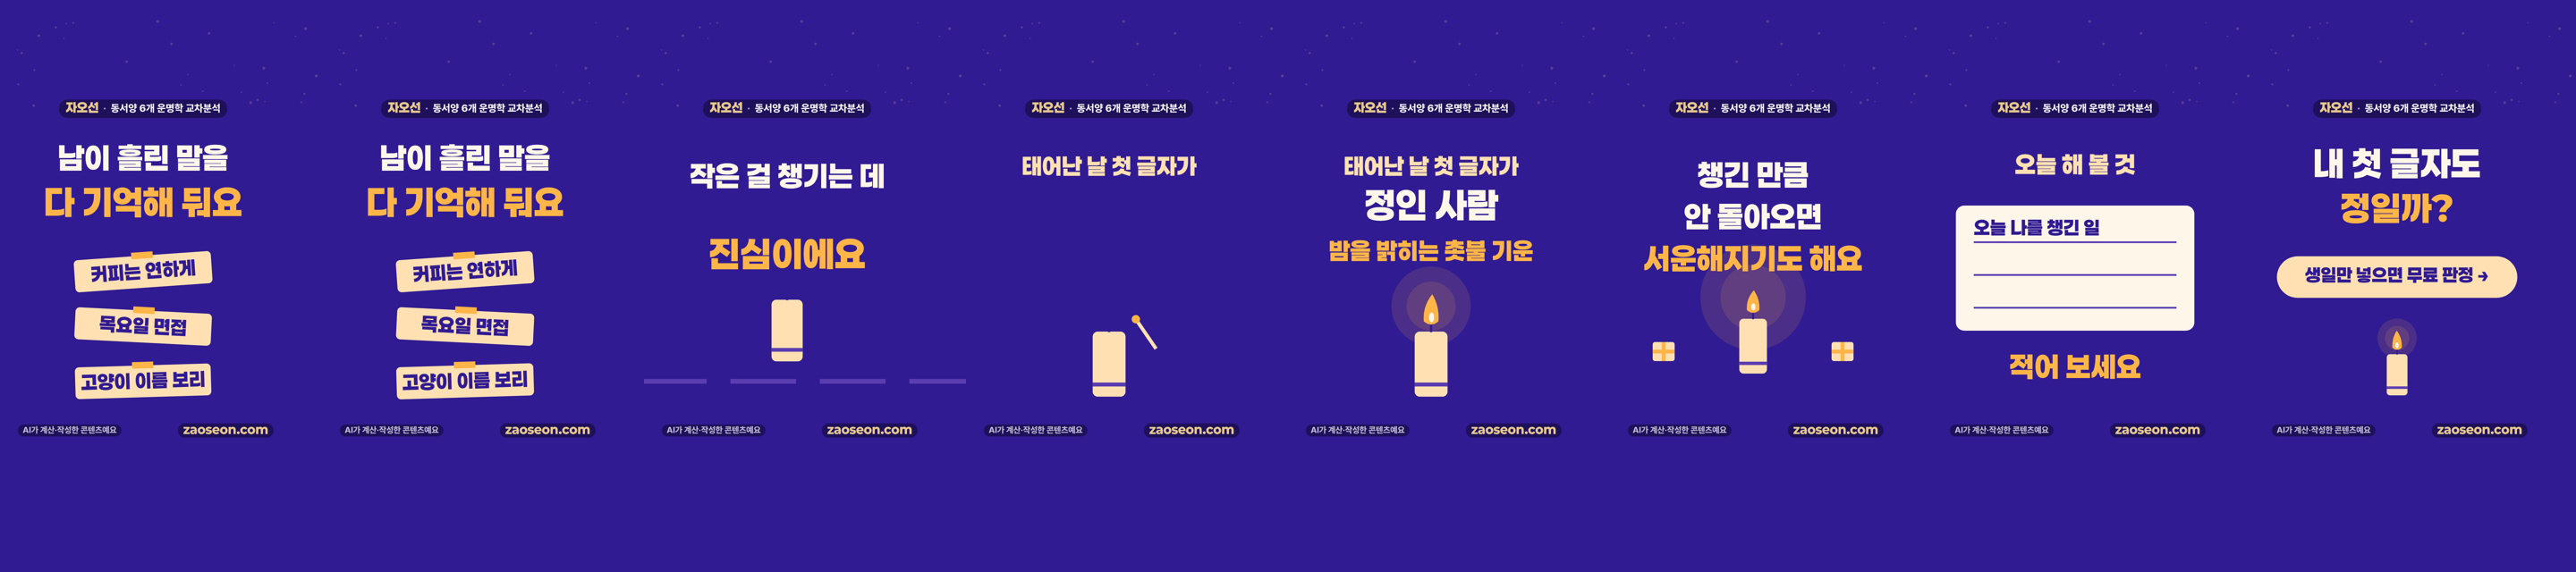 자오선 · 동서양 6개 운명학 교차분석
남이 흘린 말을
다 기억해 둬요
커피는 연하게
목요일 면접
고양이 이름 보리
AI가 계산·작성한 콘텐츠예요
zaoseon.com
자오선 · 동서양 6개 운명학 교차분석
남이 흘린 말을
다 기억해 둬요
커피는 연하게
목요일 면접
고양이 이름 보리
AI가 계산·작성한 콘텐츠예요
zaoseon.com
자오선 · 동서양 6개 운명학 교차분석
작은 걸 챙기는 데
진심이에요
AI가 계산·작성한 콘텐츠예요
zaoseon.com
자오선 · 동서양 6개 운명학 교차분석
태어난 날 첫 글자가
AI가 계산·작성한 콘텐츠예요
zaoseon.com
자오선 · 동서양 6개 운명학 교차분석
태어난 날 첫 글자가
정인 사람
밤을 밝히는 촛불 기운
AI가 계산·작성한 콘텐츠예요
zaoseon.com
자오선 · 동서양 6개 운명학 교차분석
챙긴 만큼
안 돌아오면
서운해지기도 해요
AI가 계산·작성한 콘텐츠예요
zaoseon.com
자오선 · 동서양 6개 운명학 교차분석
오늘 해 볼 것
오늘 나를 챙긴 일
적어 보세요
AI가 계산·작성한 콘텐츠예요
zaoseon.com
자오선 · 동서양 6개 운명학 교차분석
내 첫 글자도
정일까?
생일만 넣으면 무료 판정 →
AI가 계산·작성한 콘텐츠예요
zaoseon.com